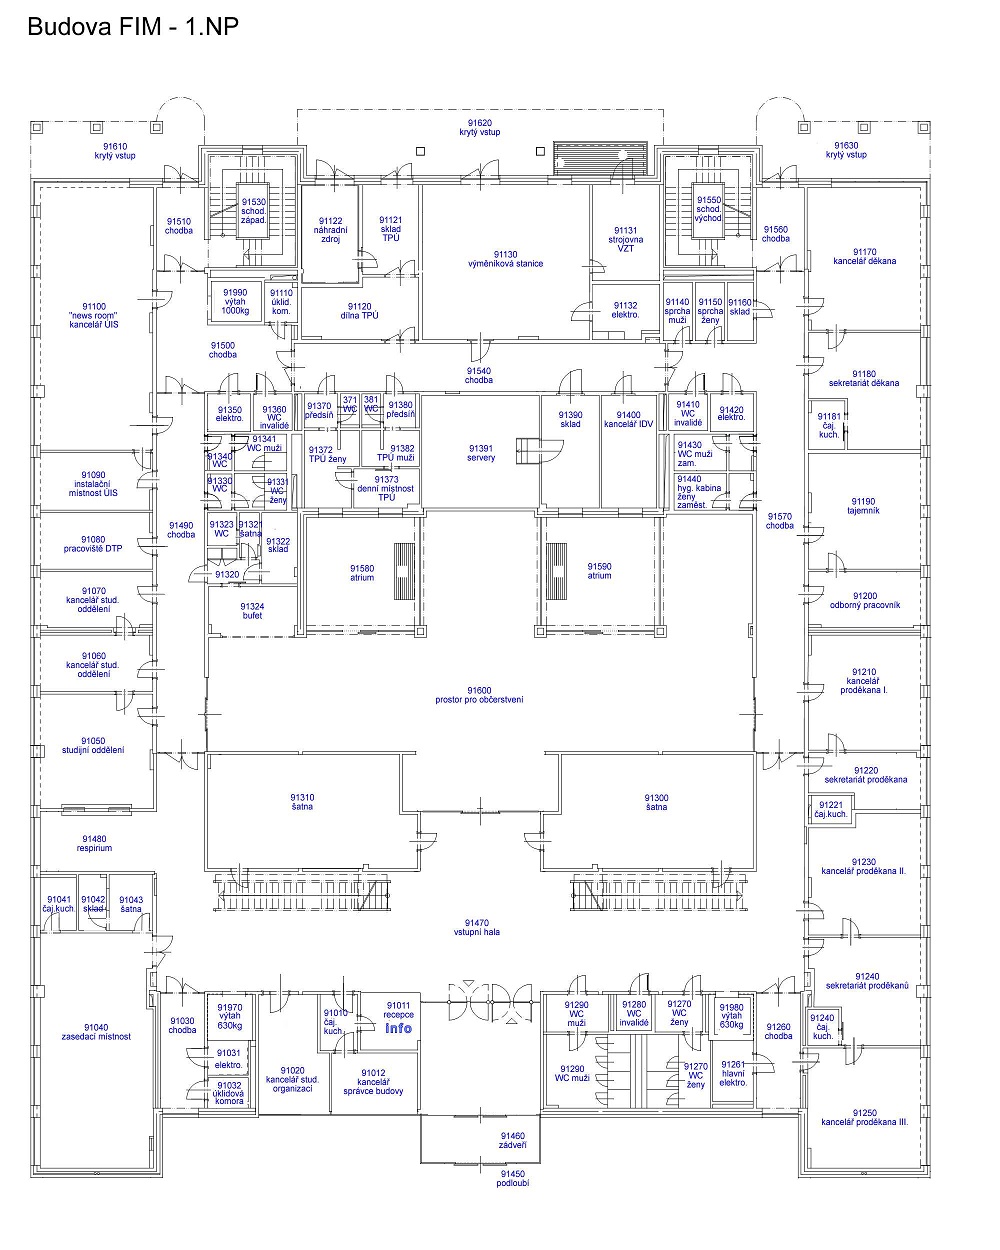 Budova FIM - 1.NP
91610
krytý vstup
91620
krytý vstup
91630
krytý vstup
91510
chodba
91530
schod.
západ.
91122
náhradní
zdroj
91121
sklad
TPÚ
91130
výměníková stanice
91131
strojovna
VZT
91550
schod.
východ.
91560
chodba
91170
kancelář děkana
91100
"news room"
kancelář ÚIS
91990
výtah
1000kg
91110
úklid.
kom.
91120
dílna TPÚ
91132
elektro.
91140
sprcha
muži
91150
sprcha
ženy
91160
sklad
91500
chodba
91540
chodba
91180
sekretariát děkana
91181
čaj.
kuch.
91350
elektro.
91360
WC
invalidé
91370
předsíň
371
WC
381
WC
91380
předsíň
91391
servery
91390
sklad
91400
kancelář IDV
91410
WC
invalidé
91420
elektro.
91340
WC
91341
WC muži
91372
TPÚ ženy
91382
TPÚ muži
91430
WC muži
zam.
91330
WC
91331
WC
ženy
91373
denní místnost
TPÚ
91440
hyg. kabina
ženy
zaměst.
91090
instalační
místnost ÚIS
91190
tajemník
91490
chodba
91323
WC
91321
šatna
91322
sklad
91570
chodba
91080
pracoviště DTP
91320
91580
atrium
91590
atrium
91070
kancelář stud.
oddělení
91324
bufet
91200
odborný pracovník
91060
kancelář stud.
oddělení
91600
prostor pro občerstvení
91210
kancelář
proděkana I.
91050
studijní oddělení
91220
sekretariát proděkana
91310
šatna
91300
šatna
91221
čaj.kuch.
91480
respirium
91230
kancelář proděkana II.
91041
čaj.kuch.
91042
sklad
91043
šatna
91470
vstupní hala
91240
sekretariát proděkanů
91040
zasedací místnost
91030
chodba
91970
výtah
630kg
91010
čaj.
kuch.
91011
recepce
info
91290
WC
muži
91280
WC
invalidé
91270
WC
ženy
91980
výtah
630kg
91260
chodba
91240
čaj.
kuch.
91031
elektro.
91032
úklidová
komora
91020
kancelář stud.
organizací
91012
kancelář
správce budovy
91290
WC muži
91270
WC
ženy
91261
hlavní
elektro.
91250
kancelář proděkana III.
91460
zádveří
91450
podloubí